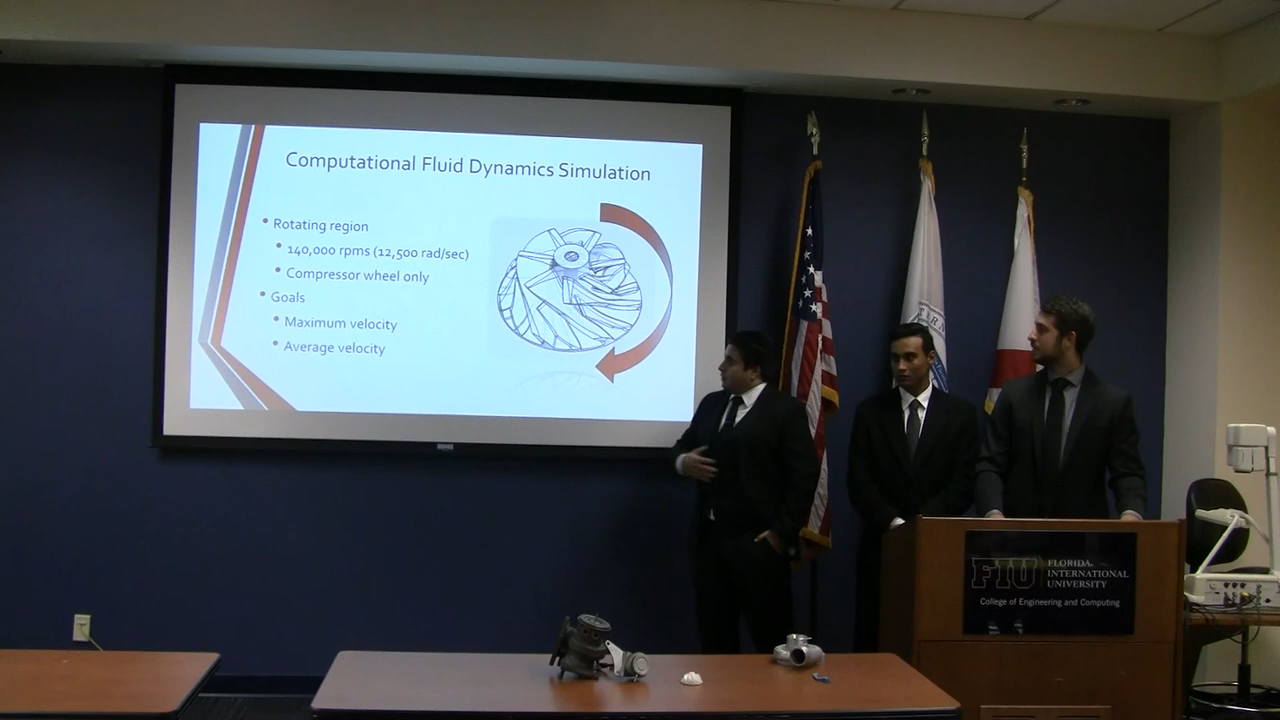 Computational Fluid Dynamics Simulation
• Rotating region
• 140,000 rpms (12,500 rad/sec)
• Compressor wheel only
• Goals
• Maximum velocity
• Average velocity
FIU
FLORIDA
INTERNATIONAL
UNIVERSITY
College of Engineering and Computing